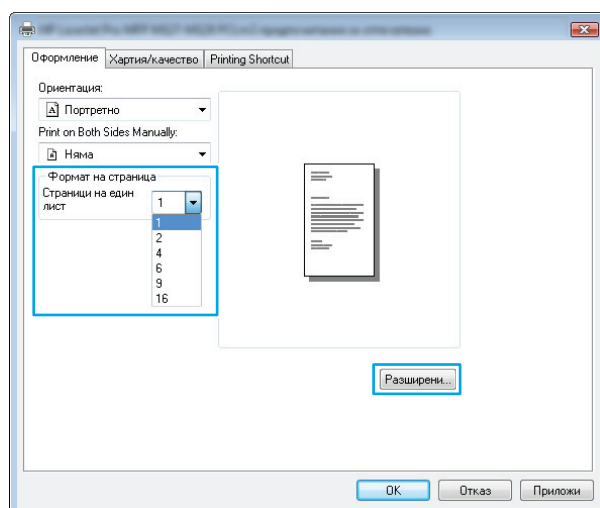 Оформление Хартия/качество Printing Shortcut
Ориентация:
Портретно
Print on Both Sides Manually:
Няма
Формат на страница
Страници на един
лист
1
1
2
4
6
9
16
Разширени...
OK Отказ Приложи